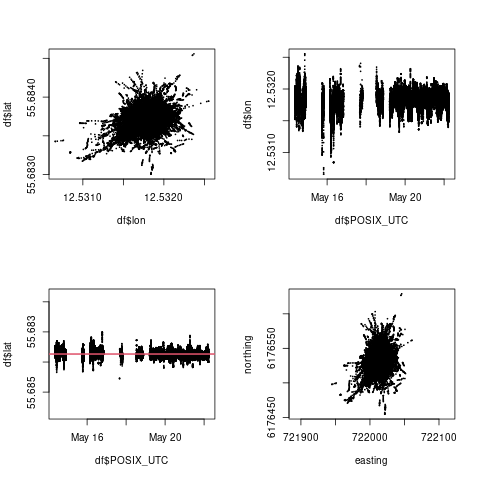 df$lat
55.6840
55.6830
12.5310 12.5320
df$lon
df$lon
12.5320
12.5310
May 16 May 20
df$POSIX_UTC
df$lat
55.683
55.685
May 16 May 20
df$POSIX_UTC
northing
6176550
6176450
721900 722000 722100
easting